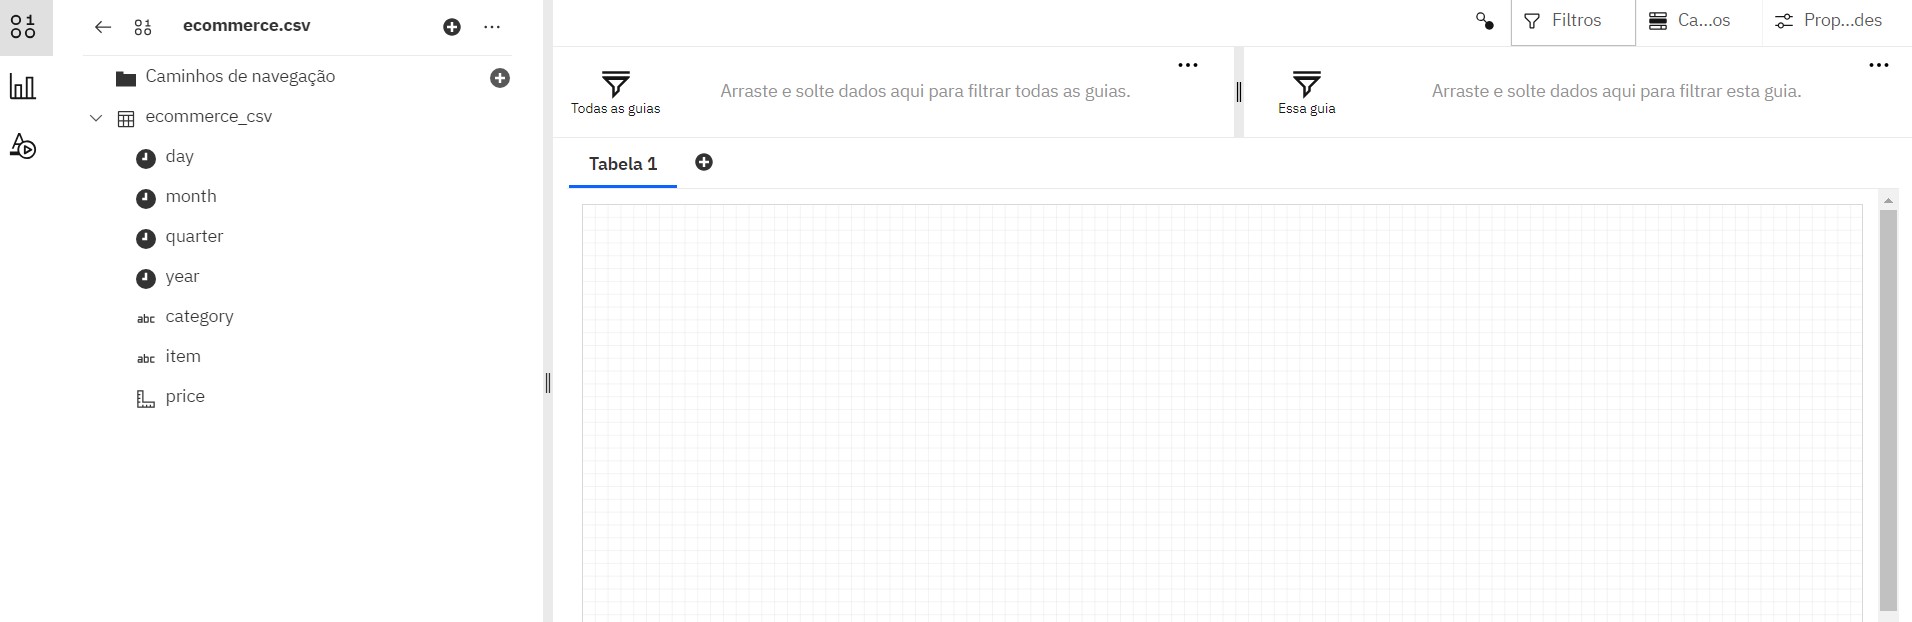 ecommerce.csv
Filtros
Ca...os
Prop...des
Caminhos de navegação
Todas as guias
Arraste e solte dados aqui para filtrar todas as guias.
Essa guia
Arraste e solte dados aqui para filtrar esta guia.
ecommerce_csv
Tabela 1
day
month
quarter
year
abc category
abc item
price